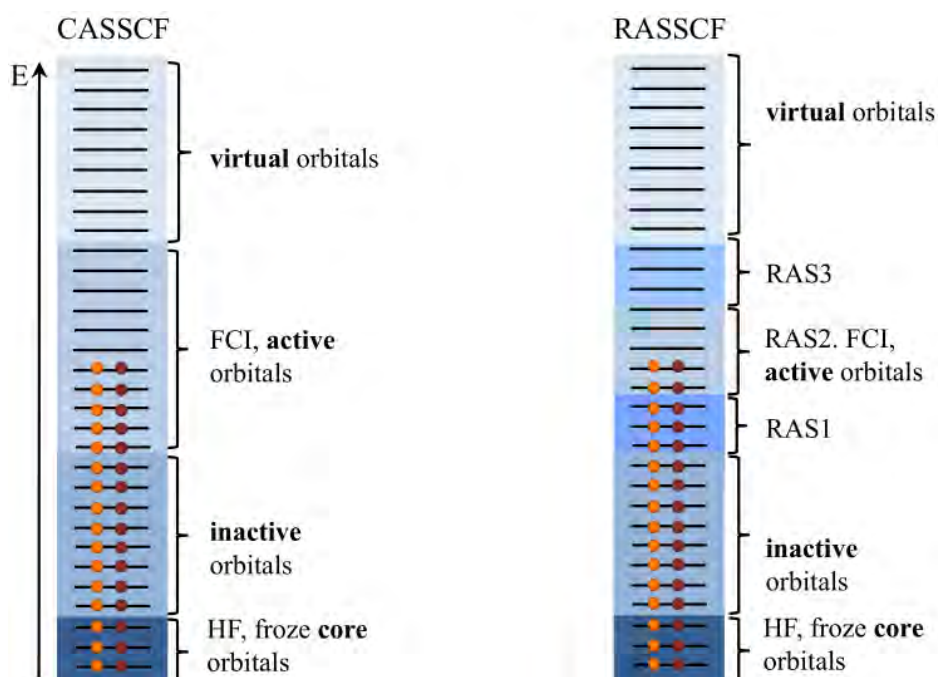 CASSCF
E
virtual orbitals
FCI, active
orbitals
inactive
orbitals
HF, froze core
orbitals
RASSCF
virtual orbitals
RAS3
RAS2. FCI,
active orbitals
RAS1
inactive
orbitals
HF, froze core
orbitals